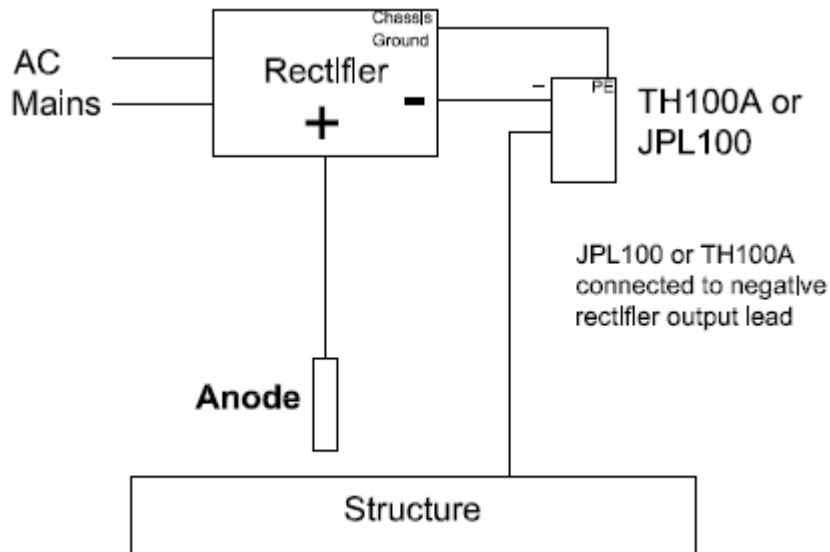 Chassis
Ground
AC
Mains
Rectifier
+
-
–
PE
TH100A or
JPL100
JPL100 or TH100A
connected to negative
rectifier output lead
Anode
Structure